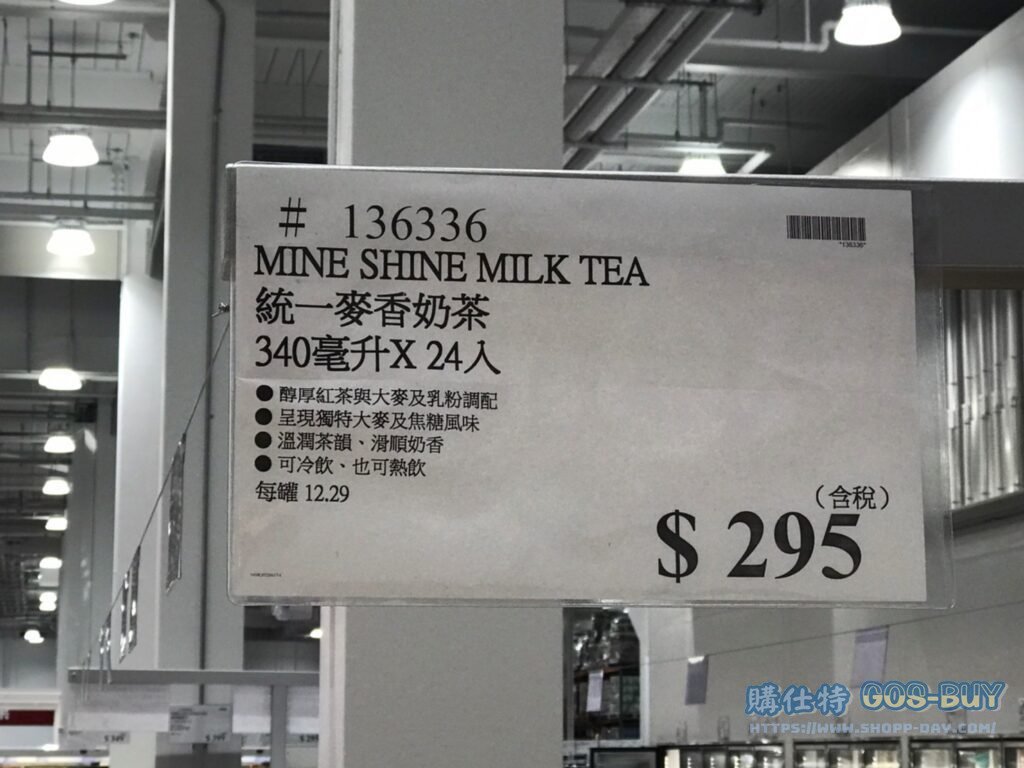 # 136336
*136336*
MINE SHINE MILK TEA
統一麥香奶茶
340毫升X 24入
● 醇厚紅茶與大麥及乳粉調配
● 呈現獨特大麥及焦糖風味
● 溫潤茶韻、滑順奶香
● 可冷飲、也可熱飲
每罐 12.29
（含稅）
$ 295
購仕特 GOS-BUY
HTTPS://WWW.SHOPP-DAY.COM/